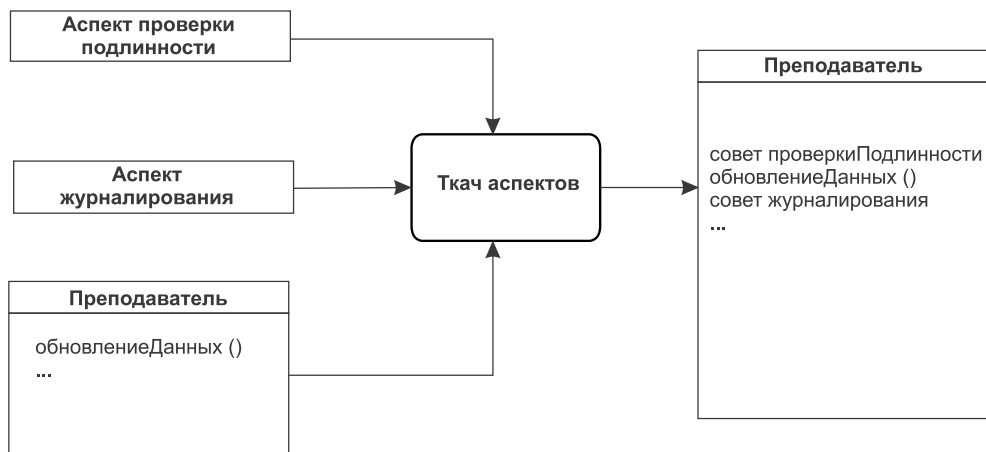 Аспект проверки
подлинности
Аспект
журналирования
Преподаватель
обновлениеДанных ()
...
Ткач аспектов
Преподаватель
совет проверкиПодлинности
обновлениеДанных ()
совет журналирования
...